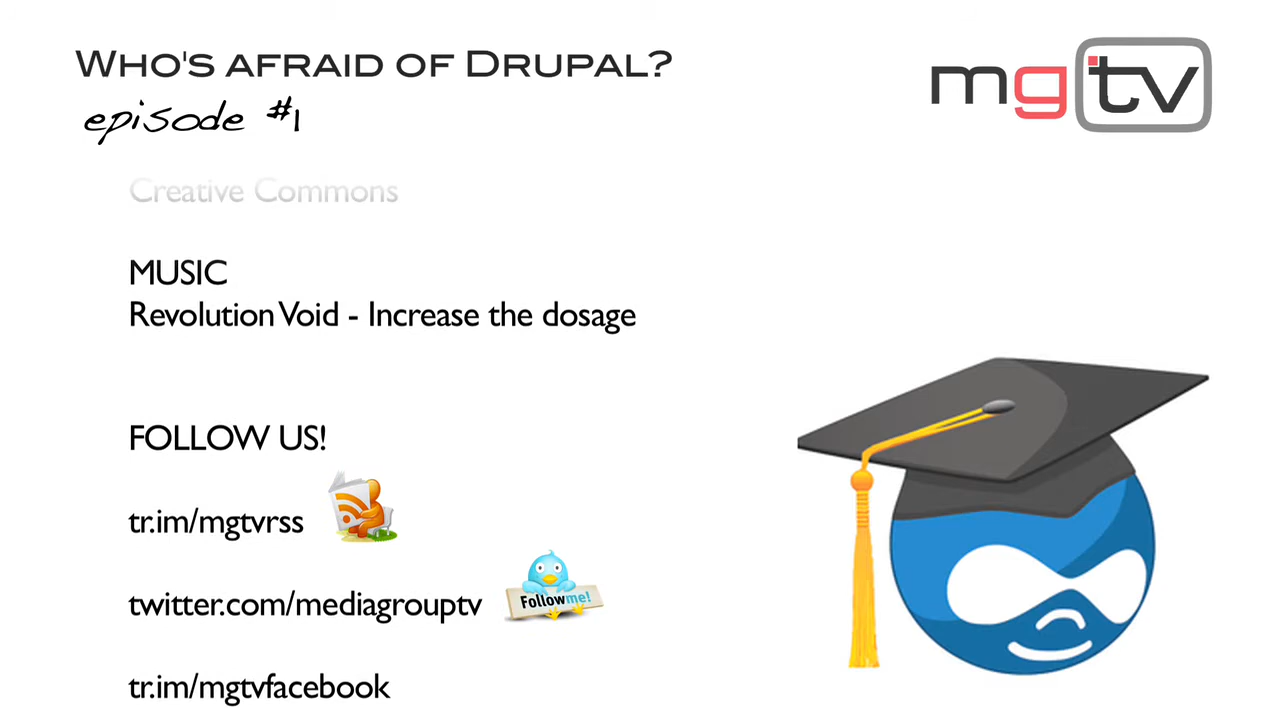 Who's afraid of Drupal?
episode #1
mgtv
Creative Commons
MUSIC
Revolution Void - Increase the dosage
FOLLOW US!
tr.im/mgtvrss
twitter.com/mediagrouptv
Followme!
tr.im/mgtvfacebook